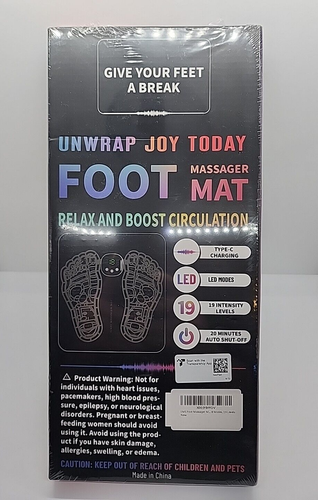 GIVE YOUR FEET
A BREAK
UNWRAP JOY TODAY
FOOT
MASSAGER
MAT
RELAX AND BOOST CIRCULATION
TYPE-C
CHARGING
LED
LED MODES
19
19 INTENSITY
LEVELS
20 MINUTES
AUTO SHUT-OFF
⚠ Product Warning: Not for
individuals with heart issues,
pacemakers, high blood pres-
sure, epilepsy, or neurological
disorders. Pregnant or breast-
feeding women should avoid
using it. Avoid using the prod-
uct if you have skin damage,
allergies, swelling, or edema.
CAUTION: KEEP OUT OF REACH OF CHILDREN AND PETS
Made in China